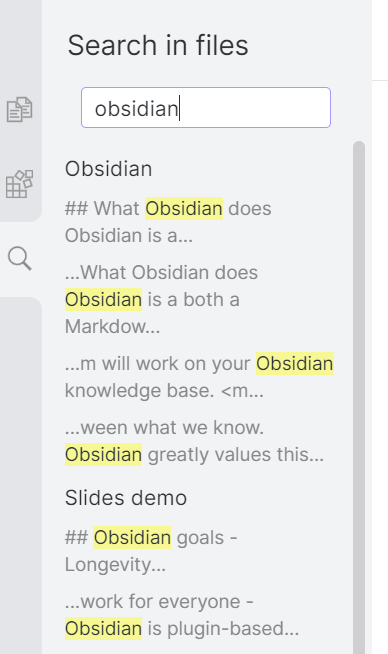 Search in files
obsidian
Obsidian
## What Obsidian does
Obsidian is a...
...What Obsidian does
Obsidian is a both a
Markdow...
...m will work on your Obsidian
knowledge base. <m...
...ween what we know.
Obsidian greatly values this...
Slides demo
## Obsidian goals -
Longevity...
...work for everyone -
Obsidian is plugin-based...